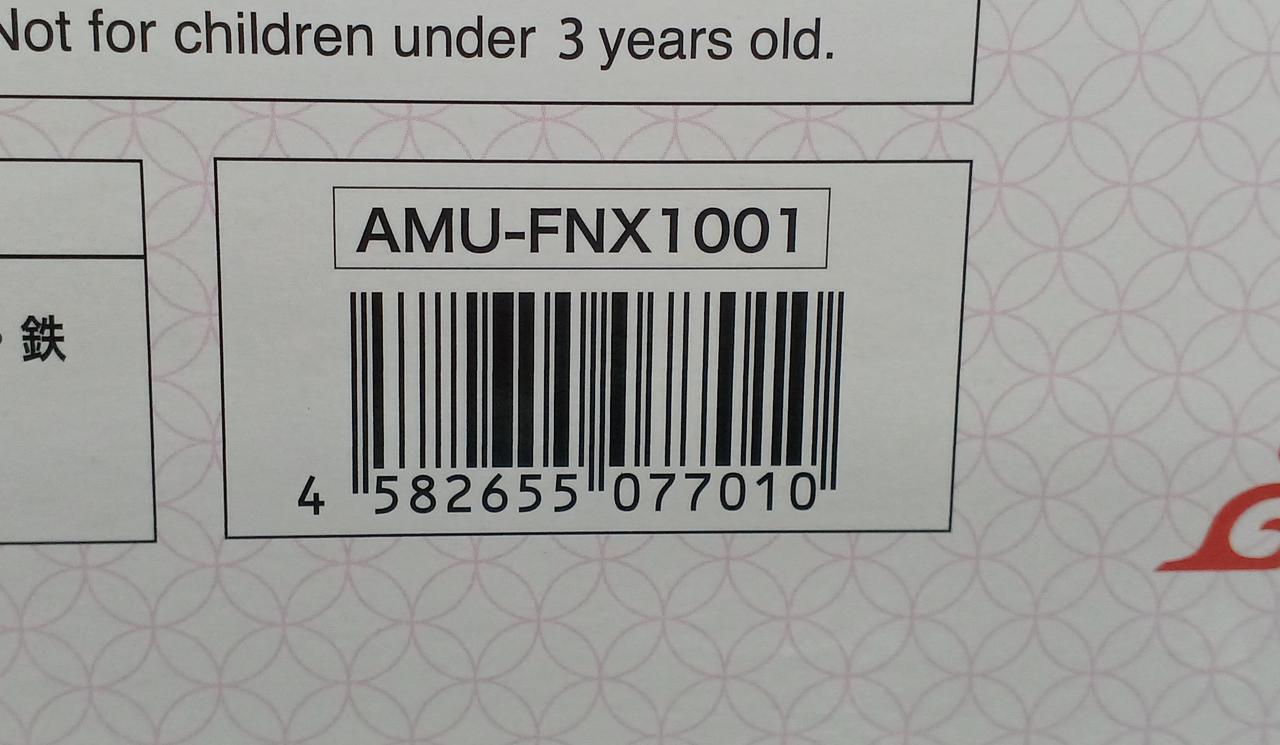 Not for children under 3 years old.
AMU-FNX1001
・鉄
4 582655 077010